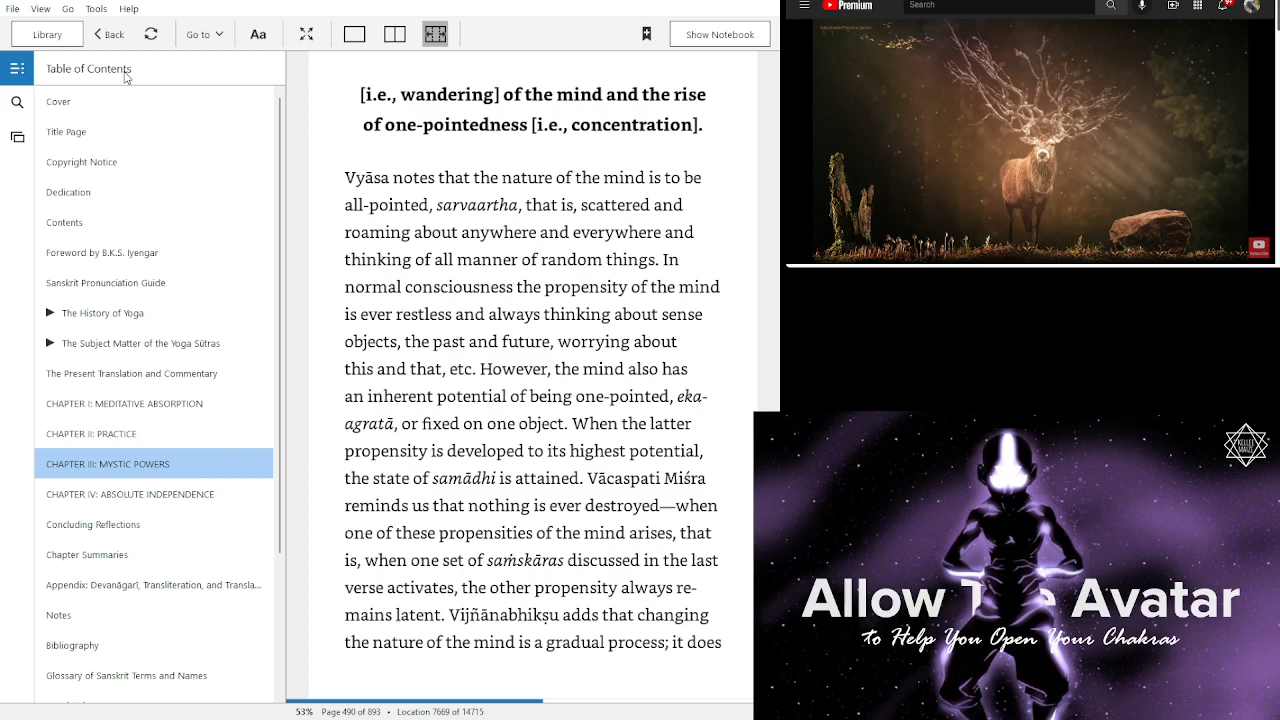 File View Go Tools Help
Library Back Go to Aa Show Notebook
Table of Contents
Cover
Title Page
Copyright Notice
Dedication
Contents
Foreword by B.K.S. Iyengar
Sanskrit Pronunciation Guide
The History of Yoga
The Subject Matter of the Yoga Sūtras
The Present Translation and Commentary
CHAPTER I: MEDITATIVE ABSORPTION
CHAPTER II: PRACTICE
CHAPTER III: MYSTIC POWERS
CHAPTER IV: ABSOLUTE INDEPENDENCE
Concluding Reflections
Chapter Summaries
Appendix: Devanāgarī, Transliteration, and Transla...
Notes
Bibliography
Glossary of Sanskrit Terms and Names
[i.e., wandering] of the mind and the rise
of one-pointedness [i.e., concentration].
Vyāsa notes that the nature of the mind is to be
all-pointed, sarvaartha, that is, scattered and
roaming about anywhere and everywhere and
thinking of all manner of random things. In
normal consciousness the propensity of the mind
is ever restless and always thinking about sense
objects, the past and future, worrying about
this and that, etc. However, the mind also has
an inherent potential of being one-pointed, eka-
agratā, or fixed on one object. When the latter
propensity is developed to its highest potential,
the state of samādhi is attained. Vācaspati Miśra
reminds us that nothing is ever destroyed—when
one of these propensities of the mind arises, that
is, when one set of saṁskāras discussed in the last
verse activates, the other propensity always re-
mains latent. Vijñānabhikṣu adds that changing
the nature of the mind is a gradual process; it does
53% Page 490 of 893 • Location 7669 of 14715
Premium Search 9+
Subscribe
Allow T e Avatar
to Help You Open Your Chakras